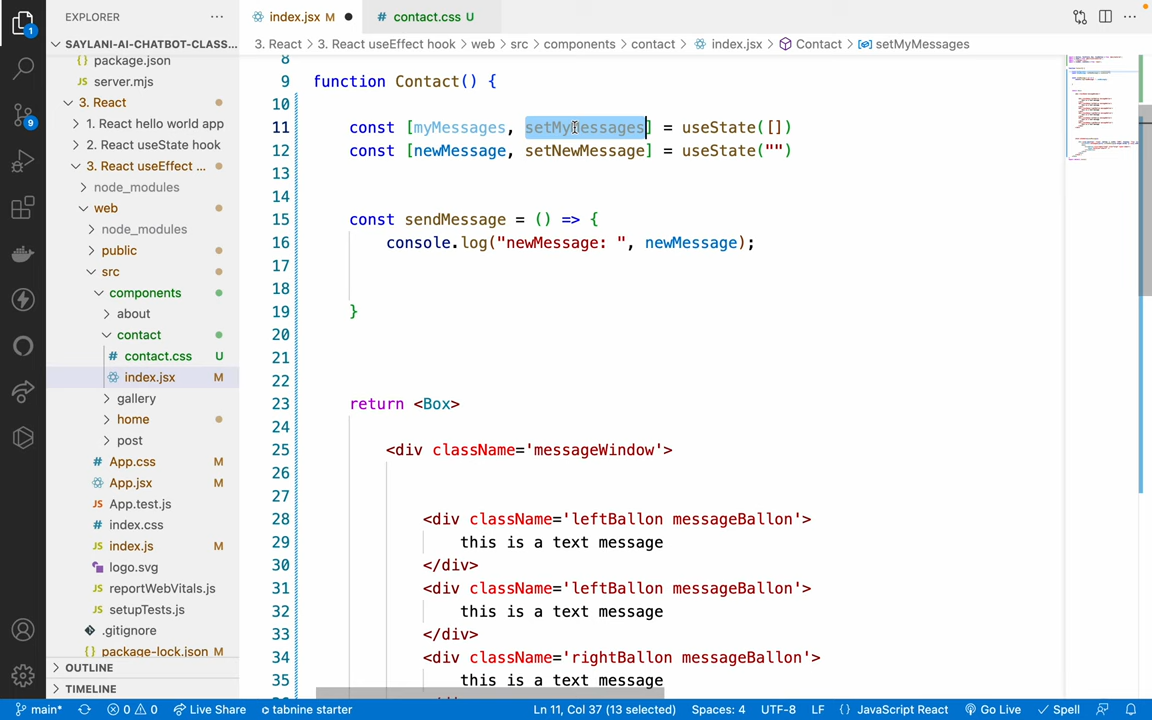 EXPLORER
SAYLANI-AI-CHATBOT-CLASS...
package.json
server.mjs
3. React
1. React hello world app
2. React useState hook
3. React useEffect ...
node_modules
web
node_modules
public
src
components
about
contact
contact.css U
index.jsx M
gallery
home
post
App.css M
App.jsx M
App.test.js
index.css
index.js M
logo.svg
reportWebVitals.js
setupTests.js
.gitignore
package-lock.json M
OUTLINE
TIMELINE
1
9
index.jsx M
contact.css U
3. React > 3. React useEffect hook > web > src > components > contact > index.jsx > Contact > setMyMessages
8
9 function Contact() {
10
11 const [myMessages, setMyMessages] = useState([])
12 const [newMessage, setNewMessage] = useState("")
13
14
15 const sendMessage = () => {
16 console.log("newMessage: ", newMessage);
17
18
19 }
20
21
22
23 return <Box>
24
25 <div className='messageWindow'>
26
27
28 <div className='leftBallon messageBallon'>
29 this is a text message
30 </div>
31 <div className='leftBallon messageBallon'>
32 this is a text message
33 </div>
34 <div className='rightBallon messageBallon'>
35 this is a text message
main* 0 0 Live Share tabnine starter Ln 11, Col 37 (13 selected) Spaces: 4 UTF-8 LF {} JavaScript React Go Live Spell